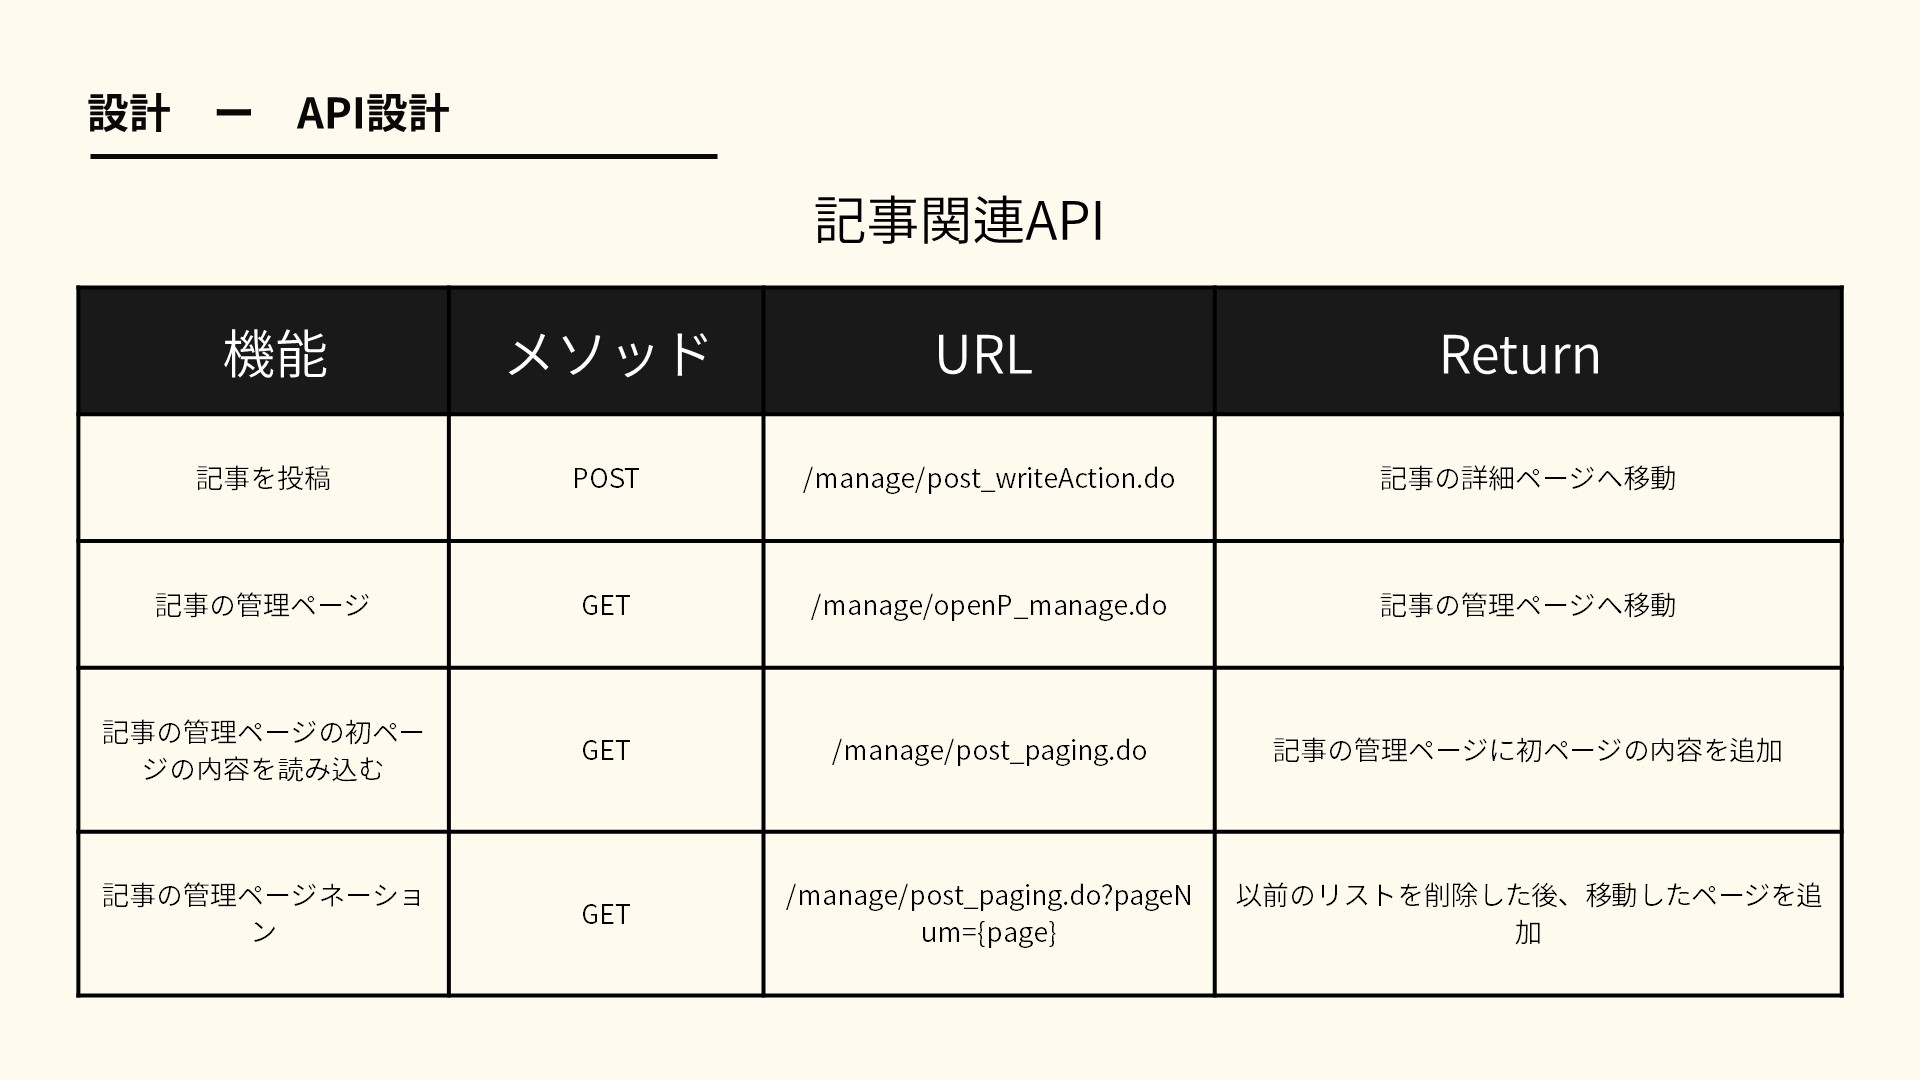 設計　ー　API設計
記事関連API
機能
メソッド
URL
Return
記事を投稿
POST
/manage/post_writeAction.do
記事の詳細ページへ移動
記事の管理ページ
GET
/manage/openP_manage.do
記事の管理ページへ移動
記事の管理ページの初ペー
ジの内容を読み込む
GET
/manage/post_paging.do
記事の管理ページに初ページの内容を追加
記事の管理ページネーショ
ン
GET
/manage/post_paging.do?pageN
um={page}
以前のリストを削除した後、移動したページを追
加